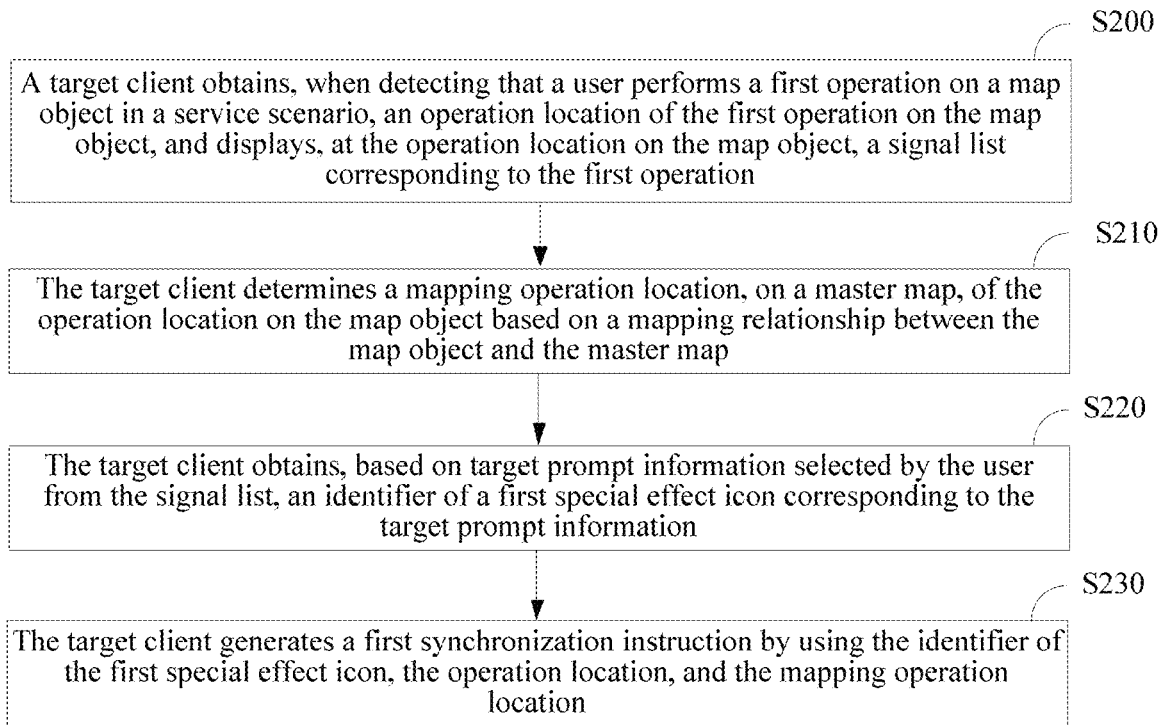 S200
A target client obtains, when detecting that a user performs a first operation on a map
object in a service scenario, an operation location of the first operation on the map
object, and displays, at the operation location on the map object, a signal list
corresponding to the first operation
S210
The target client determines a mapping operation location, on a master map, of the
operation location on the map object based on a mapping relationship between the
map object and the master map
S220
The target client obtains, based on target prompt information selected by the user
from the signal list, an identifier of a first special effect icon corresponding to the
target prompt information
S230
The target client generates a first synchronization instruction by using the identifier of
the first special effect icon, the operation location, and the mapping operation
location